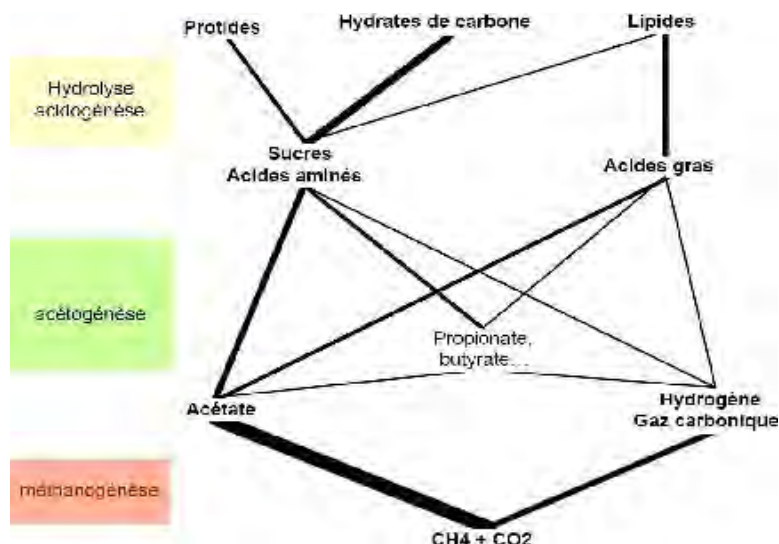 Protides
Hydrates de carbone
Lipides
Hydrolyse
acidogénèse
Sucres
Acides aminés
Acides gras
acétogénèse
Propionate,
butyrate...
Acétate
Hydrogène
Gaz carbonique
méthanogénèse
CH4 + CO2